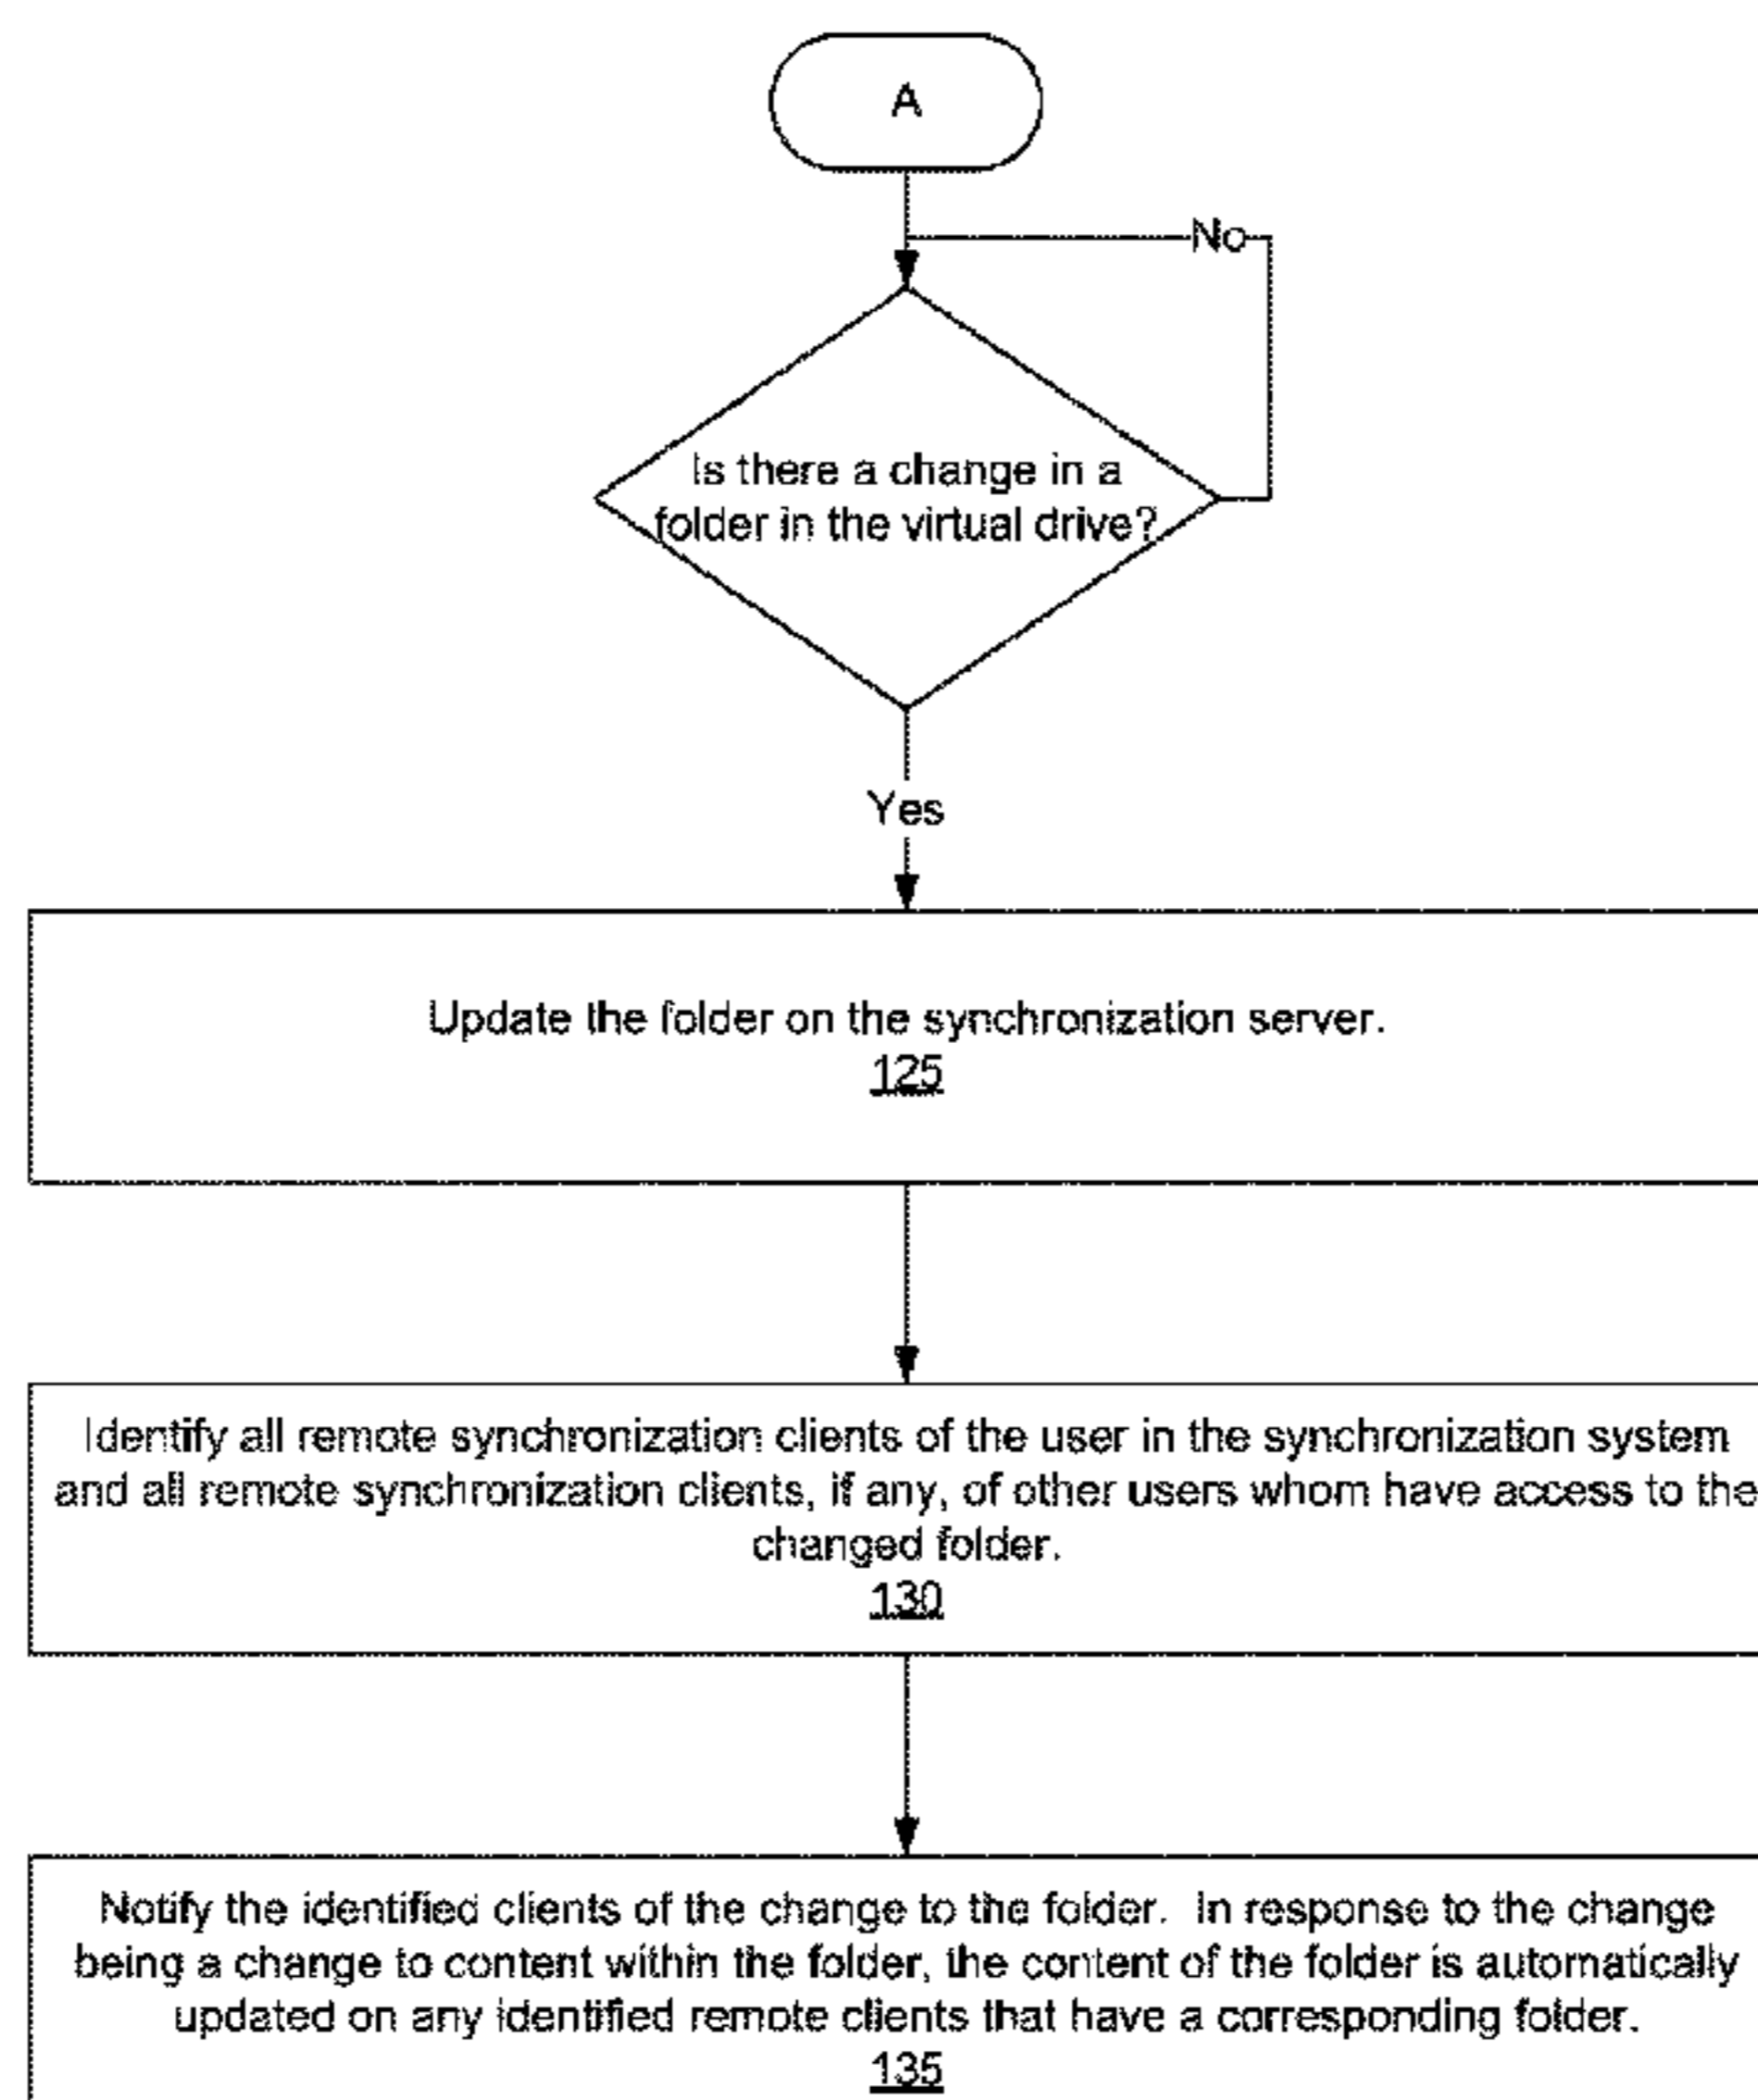 A
No
Is there a change in a
folder in the virtual drive?
Yes
Update the folder on the synchronization server.
125
Identify all remote synchronization clients of the user in the synchronization system
and all remote synchronization clients, if any, of other users whom have access to the
changed folder.
130
Notify the identified clients of the change to the folder. In response to the change
being a change to content within the folder, the content of the folder is automatically
updated on any identified remote clients that have a corresponding folder.
135